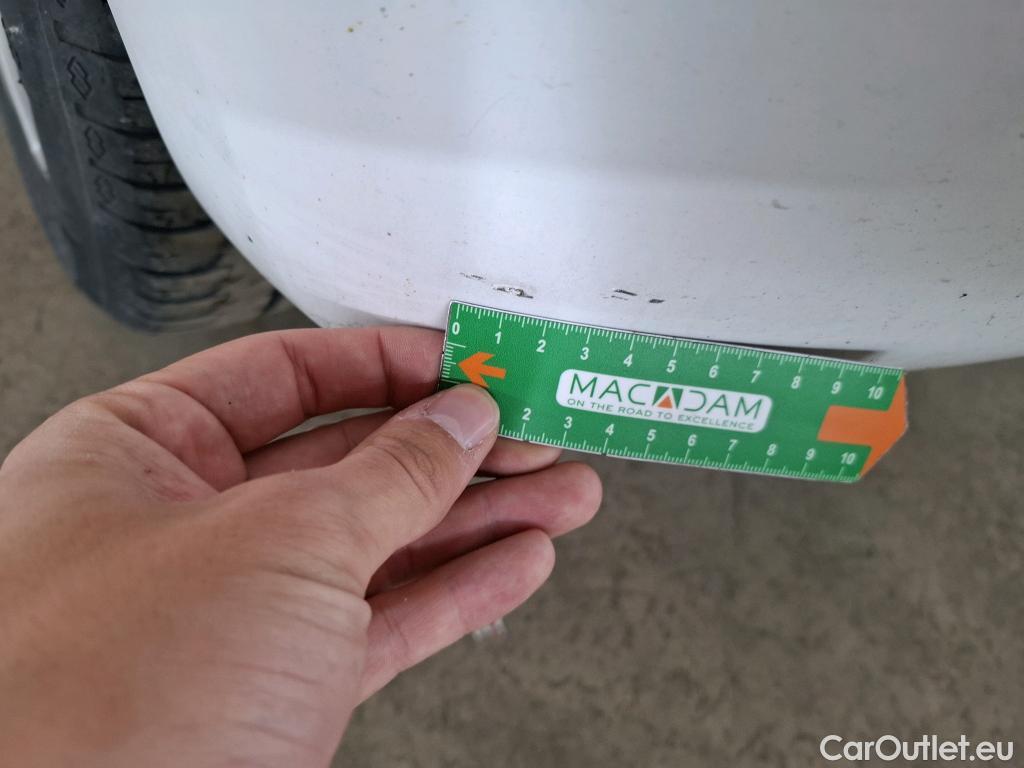 0 1 2 3 4 5 6 7 8 9 10
MACADAM
ON THE ROAD TO EXCELLENCE
2 3 4 5 6 7 8 9 10
CarOutlet.eu